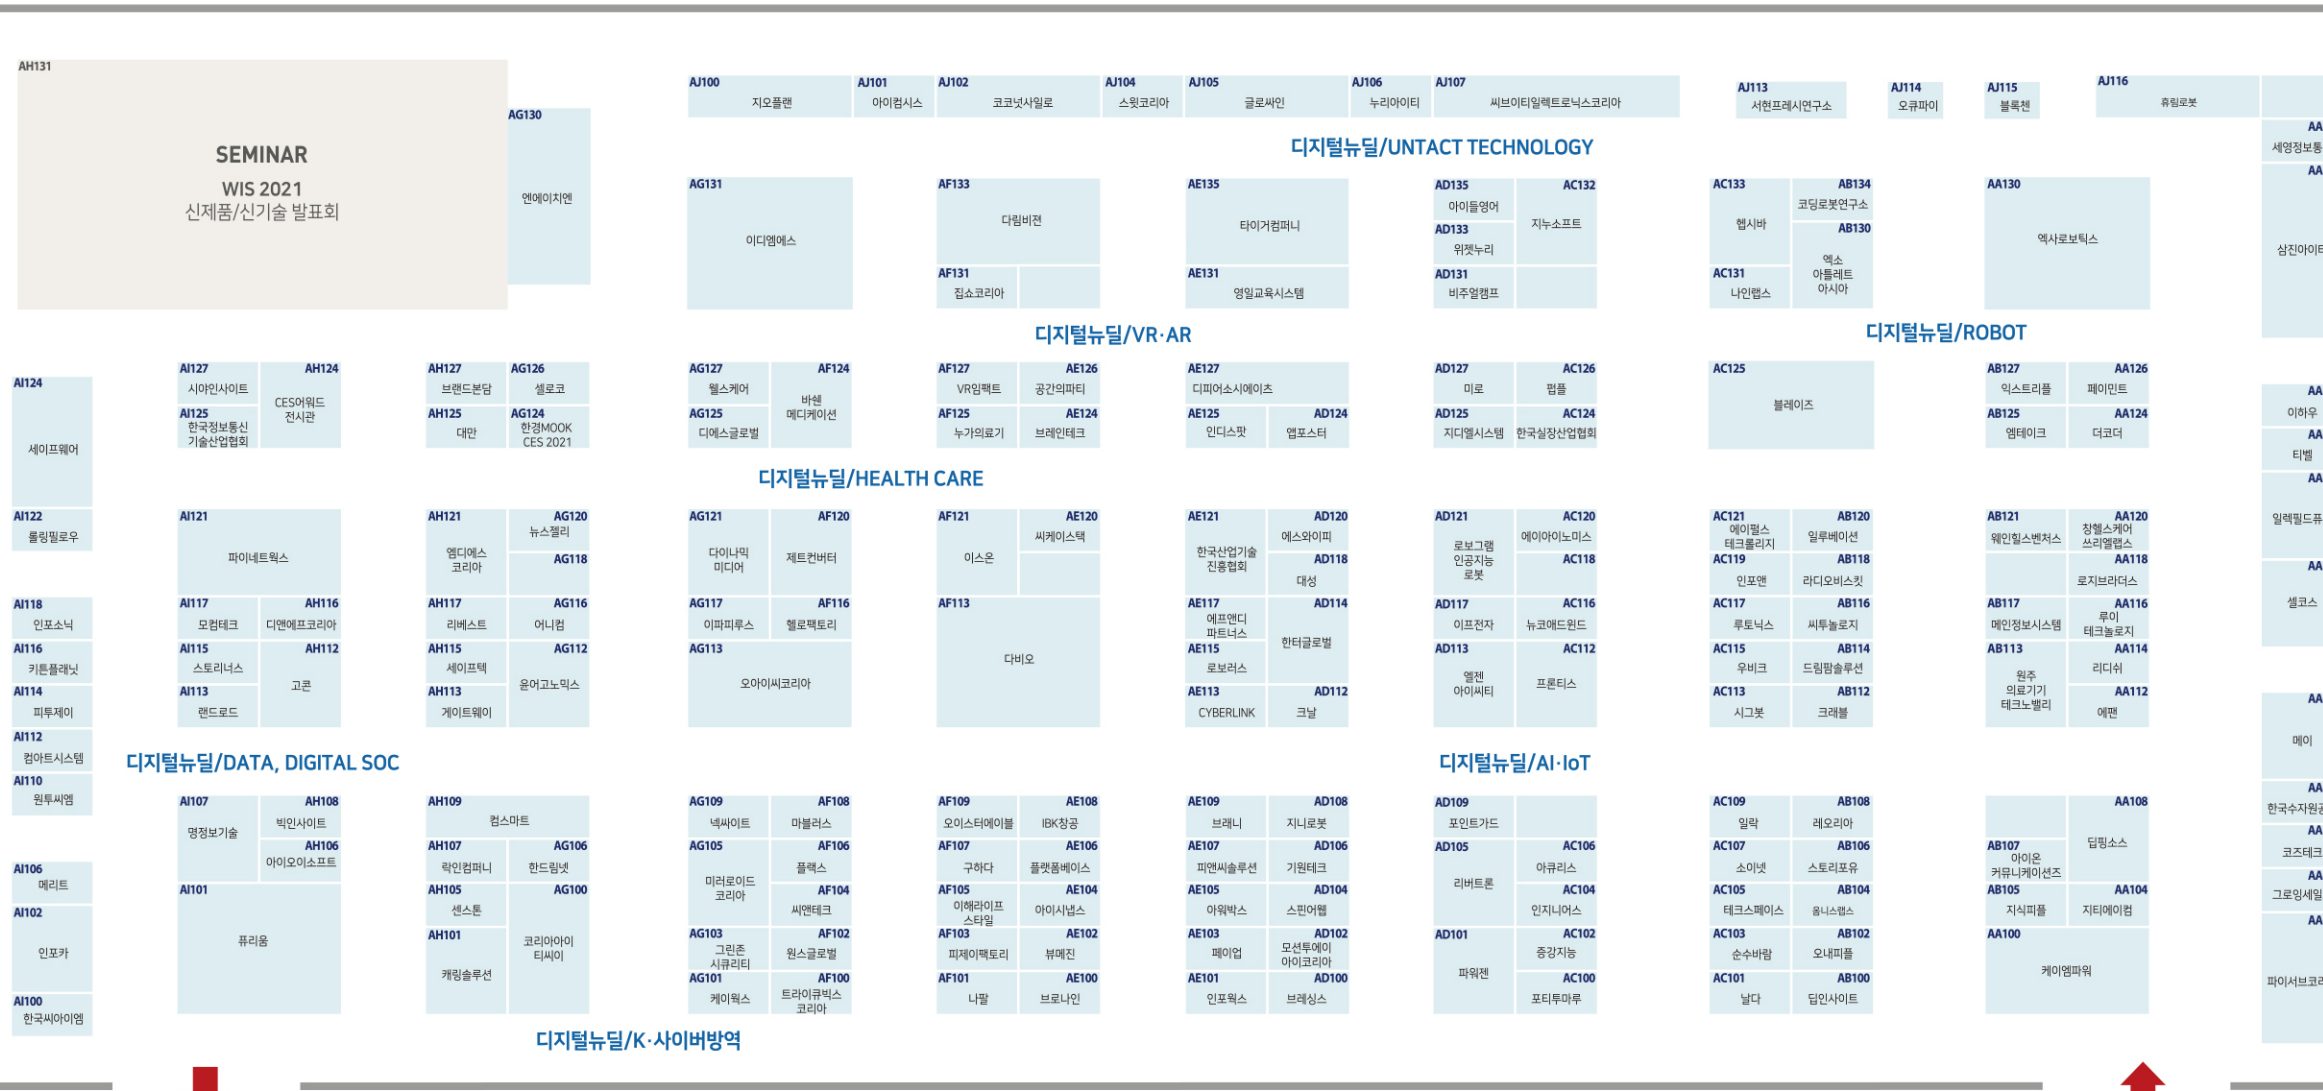 AH131
SEMINAR
WIS 2021
신제품/신기술 발표회
AG130
엔에이치엔
AJ100
지오플랜
AJ101
아이컴시스
AJ102
코코넛사일로
AJ104
스윗코리아
AJ105
글로싸인
AJ106
누리아이티
AJ107
씨브이티일렉트로닉스코리아
AJ113
서현프레시연구소
AJ114
오큐파이
AJ115
블록첸
AJ116
휴림로봇
디지털뉴딜/UNTACT TECHNOLOGY
AG131
이디엠에스
AF133
다림비젼
AF131
집쇼코리아
AE135
타이거컴퍼니
AE131
영일교육시스템
AD135
아이들영어
AD133
위젯누리
AD131
비주얼캠프
AC132
지누소프트
AC133
헵시바
AC131
나인랩스
AB134
코딩로봇연구소
AB130
엑소
아틀레트
아시아
AA130
엑사로보틱스
AA
세영정보통
AA
삼진아이
디지털뉴딜/VR·AR
디지털뉴딜/ROBOT
AI124
세이프웨어
AI122
롤링필로우
AI127
시야인사이트
AI125
한국정보통신
기술산업협회
AH124
CES어워드
전시관
AH127
브랜드본담
AH125
대만
AG126
셀로코
AG124
한경MOOK
CES 2021
AG127
웰스케어
AG125
디에스글로벌
AF124
바쉔
메디케이션
AF127
VR임팩트
AF125
누가의료기
AE126
공간의파티
AE124
브레인테크
AE127
디피어소시에이츠
AE125
인디스팟
AD124
앱포스터
AD127
미로
AD125
지디엘시스템
AC126
펍플
AC124
한국실장산업협회
AC125
블레이즈
AB127
익스트리플
AB125
엠테이크
AA126
페이민트
AA124
더코더
AA
이하우
AA
티벨
AA
일렉필드퓨
AA
셀코스
디지털뉴딜/HEALTH CARE
AI121
파이네트웍스
AI117
모컴테크
AI115
스토리너스
AI113
랜드로드
AH116
디앤에프코리아
AH112
고콘
AH121
엠디에스
코리아
AG120
뉴스젤리
AG118
AH117
리베스트
AG116
어니컴
AH115
세이프텍
AH113
게이트웨이
AG112
윤어고노믹스
AG121
다이나믹
미디어
AF120
제트컨버터
AG117
이파피루스
AF116
헬로팩토리
AG113
오아이씨코리아
AF121
이스온
AE120
씨케이스택
AF113
다비오
AE121
한국산업기술
진흥협회
AD120
에스와이피
AD118
대성
AE117
에프앤디
파트너스
AE115
로보러스
AE113
CYBERLINK
AD114
한터글로벌
AD112
크날
AD121
로보그램
인공지능
로봇
AC120
에이아이노미스
AC118
AD117
이프전자
AC116
뉴코애드윈드
AD113
엘젠
아이씨티
AC112
프론티스
AC121
에이펄스
테크롤리지
AB120
일루베이션
AC119
인포앤
AB118
라디오비스킷
AC117
루토닉스
AB116
씨투놀로지
AC115
우비크
AB114
드림팜솔루션
AC113
시그봇
AB112
크래블
AB121
웨인힐스벤처스
AA120
창헬스케어
쓰리엘랩스
AA118
로지브라더스
AB117
메인정보시스템
AA116
루이
테크놀로지
AB113
원주
의료기기
테크노밸리
AA114
리디쉬
AA112
에팬
AI118
인포소닉
AI116
키튼플래닛
AI114
피투제이
AI112
컴아트시스템
AI110
원투씨엠
AA
메이
AA
한국수자원
AA
코즈테크
AA
그로잉세일
AA
파이서브코
디지털뉴딜/DATA, DIGITAL SOC
디지털뉴딜/AI·IoT
AI106
메리트
AI102
인포카
AI100
한국씨아이엠
AI107
명정보기술
AH108
빅인사이트
AH106
아이오이소프트
AI101
퓨리움
AH109
컴스마트
AH107
락인컴퍼니
AG106
한드림넷
AH105
센스톤
AH101
캐링솔루션
AG100
코리아아이
티씨이
AG109
넥싸이트
AF108
마블러스
AG105
미러로이드
코리아
AF106
플랙스
AF104
씨앤테크
AG103
그린존
시큐리티
AF102
원스글로벌
AG101
케이웍스
AF100
트라이큐빅스
코리아
AF109
오이스터에이블
AE108
IBK창공
AF107
구하다
AE106
플랫폼베이스
AF105
이해라이프
스타일
AE104
아이시냅스
AF103
피제이팩토리
AE102
뷰메진
AF101
나팔
AE100
브로나인
AE109
브래니
AD108
지니로봇
AE107
피앤씨솔루션
AD106
기원테크
AE105
아워박스
AD104
스핀어웹
AE103
페이업
AD102
모션투에이
아이코리아
AE101
인포웍스
AD100
브레싱스
AD109
포인트가드
AD105
리버트론
AC106
아큐리스
AC104
인지니어스
AD101
파워젠
AC102
증강지능
AC100
포티투마루
AC109
일락
AB108
레오리아
AC107
소이넷
AB106
스토리포유
AC105
테크스페이스
AB104
옴니스랩스
AC103
순수바람
AB102
오내피플
AC101
날다
AB100
딥인사이트
AA108
딥핑소스
AB107
아이온
커뮤니케이션즈
AB105
지식피플
AA104
지티에이컴
AA100
케이엠파워
디지털뉴딜/K·사이버방역